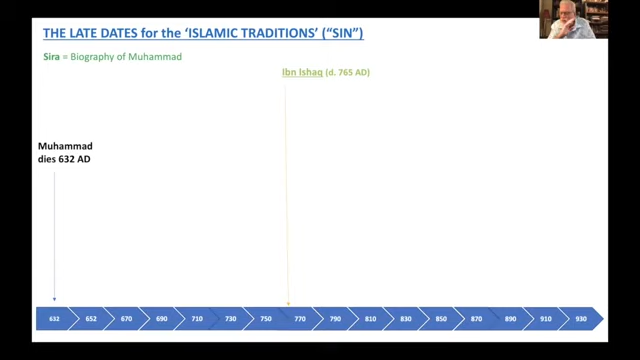 THE LATE DATES for the ‘ISLAMIC TRADITIONS’ (“SIN”)
Sira = Biography of Muhammad
Ibn Ishaq (d. 765 AD)
Muhammad
dies 632 AD
632 652 670 690 710 730 750 770 790 810 830 850 870 890 910 930